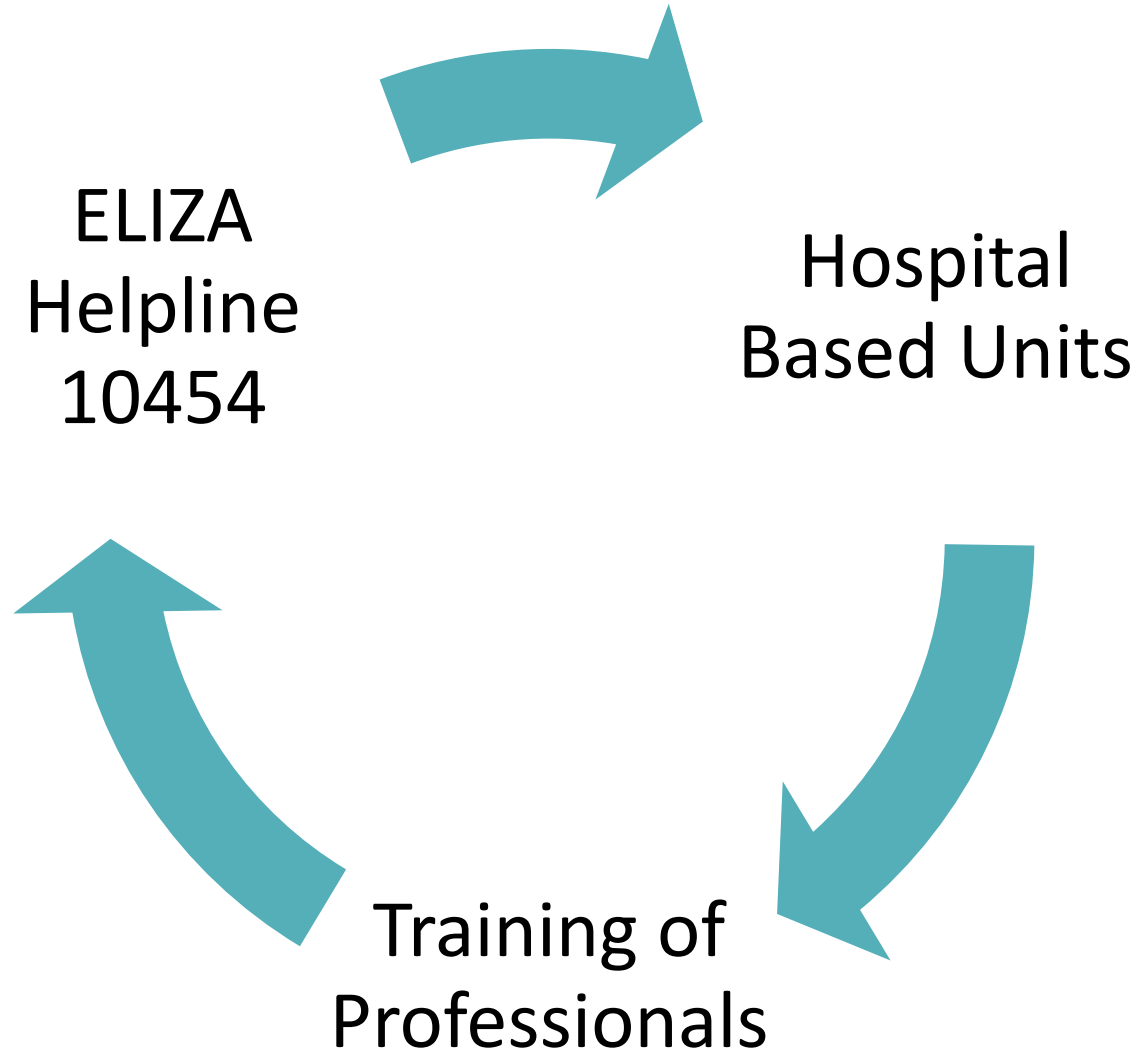 ELIZA
Helpline
10454
Hospital
Based Units
Training of
Professionals